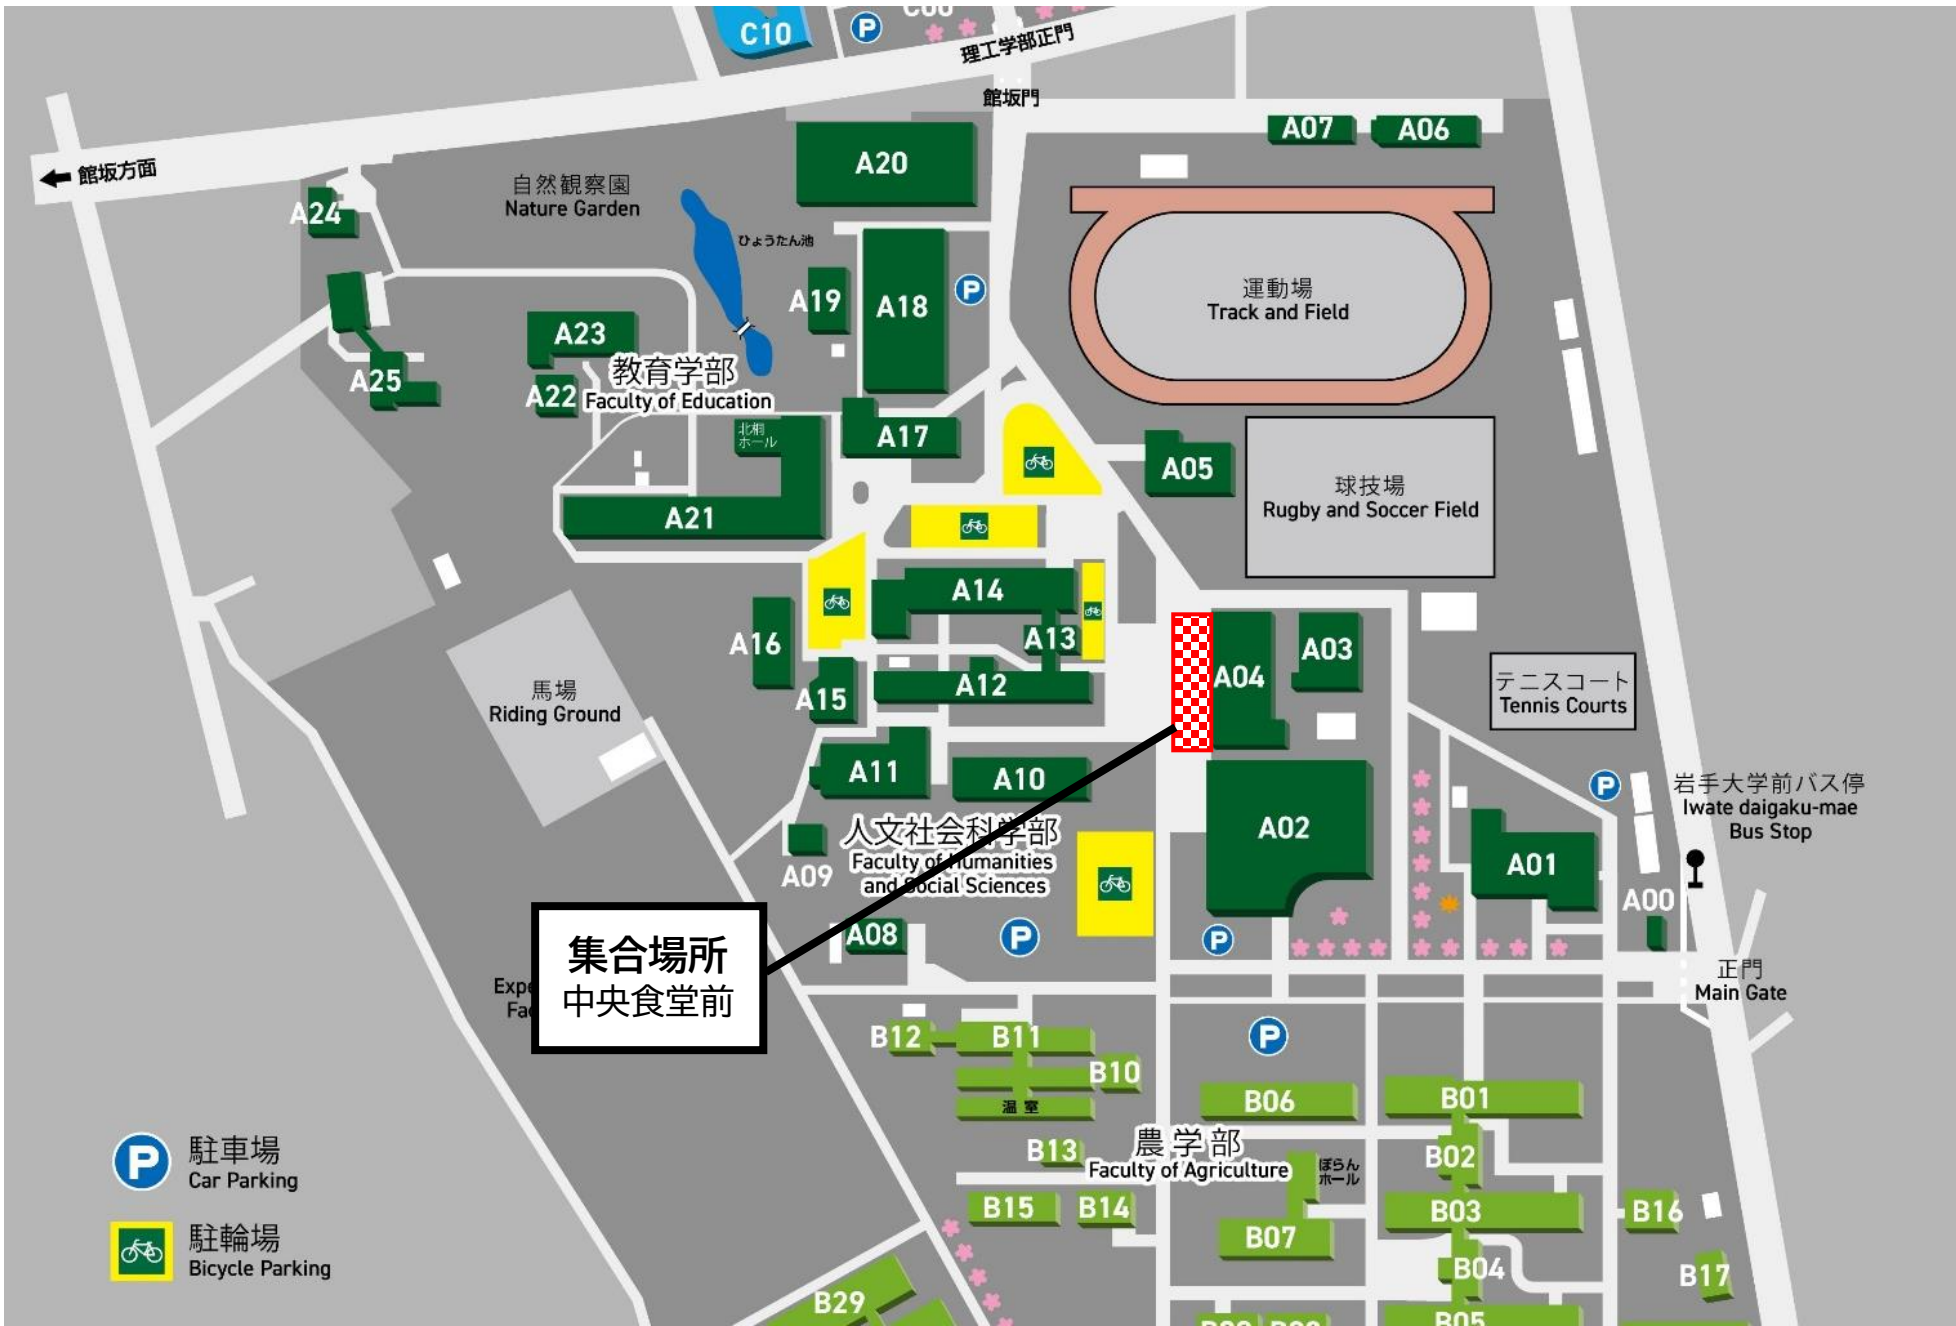 C10
P
理工学部正門
館坂門
館坂方面
A20
A07
A06
自然観察園
Nature Garden
A24
ひょうたん池
A19
A18
P
運動場
Track and Field
A23
A25
A22
教育学部
Faculty of Education
北桐
ホール
A17
A05
球技場
Rugby and Soccer Field
A21
A14
A13
A16
A15
A12
A04
A03
馬場
Riding Ground
テニスコート
Tennis Courts
A11
A10
P
岩手大学前バス停
Iwate daigaku-mae
Bus Stop
人文社会科学部
Faculty of Humanities
and Social Sciences
A09
A02
A01
A00
A08
P
P
集合場所
中央食堂前
正門
Main Gate
B12
B11
B10
温室
P
B06
B01
B13
農学部
Faculty of Agriculture
ぽらん
ホール
B02
B15
B14
B07
B03
B16
B04
B17
B29
B05
P
駐車場
Car Parking
駐輪場
Bicycle Parking